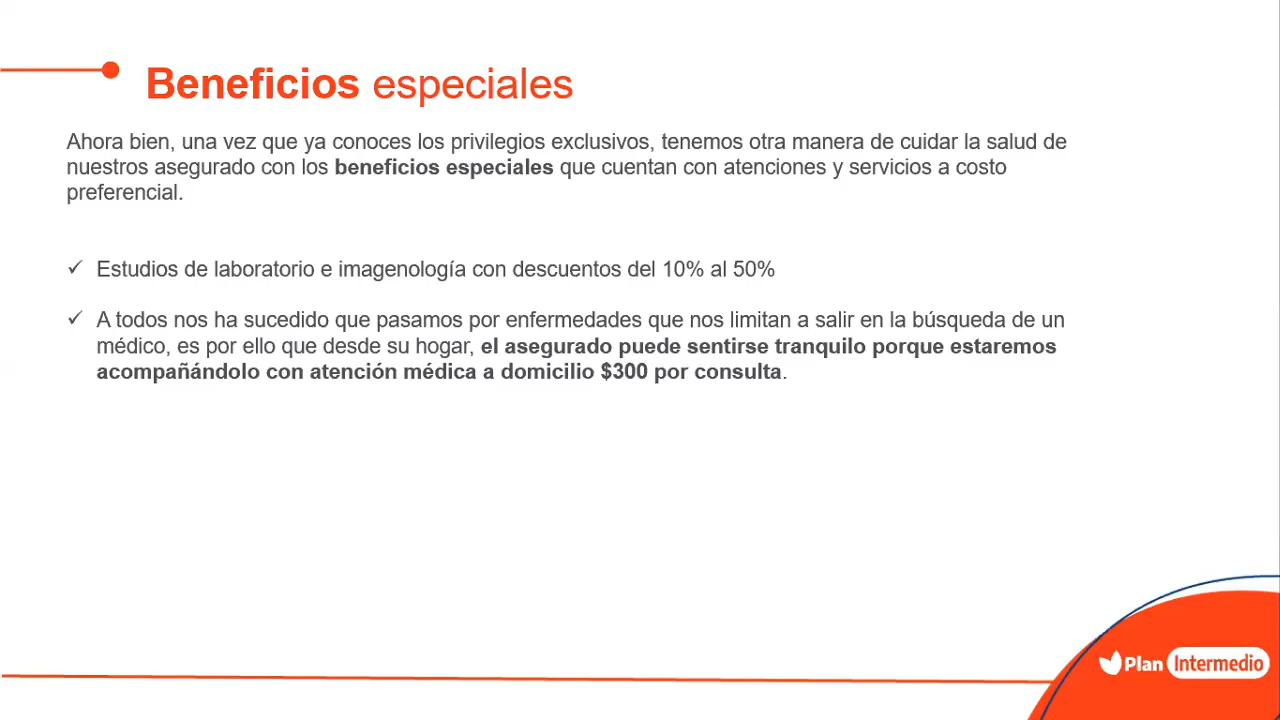 Beneficios especiales
Ahora bien, una vez que ya conoces los privilegios exclusivos, tenemos otra manera de cuidar la salud de
nuestros asegurado con los beneficios especiales que cuentan con atenciones y servicios a costo
preferencial.
✓ Estudios de laboratorio e imagenología con descuentos del 10% al 50%
✓ A todos nos ha sucedido que pasamos por enfermedades que nos limitan a salir en la búsqueda de un
médico, es por ello que desde su hogar, el asegurado puede sentirse tranquilo porque estaremos
acompañándolo con atención médica a domicilio $300 por consulta.
Plan Intermedio